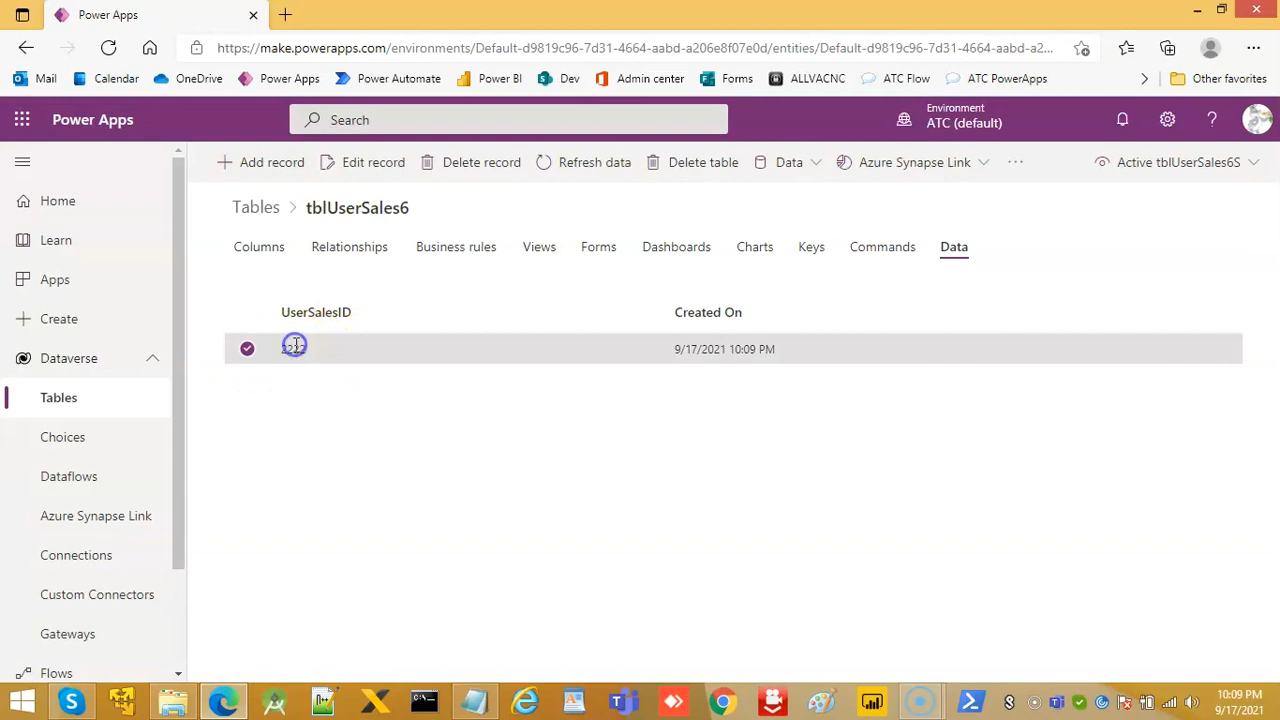 Power Apps
https://make.powerapps.com/environments/Default-d9819c96-7d31-4664-aabd-a206e8f07e0d/entities/Default-d9819c96-7d31-4664-aabd-a2...
Mail Calendar OneDrive Power Apps Power Automate Power BI Dev Admin center Forms ALLVACNC ATC Flow ATC PowerApps Other favorites
Power Apps Search Environment
ATC (default)
Add record Edit record Delete record Refresh data Delete table Data Azure Synapse Link ... Active tblUserSales6S
Home
Learn
Apps
Create
Dataverse
Tables
Choices
Dataflows
Azure Synapse Link
Connections
Custom Connectors
Gateways
Flows
Tables > tblUserSales6
Columns Relationships Business rules Views Forms Dashboards Charts Keys Commands Data
UserSalesID Created On
9/17/2021 10:09 PM
10:09 PM
9/17/2021